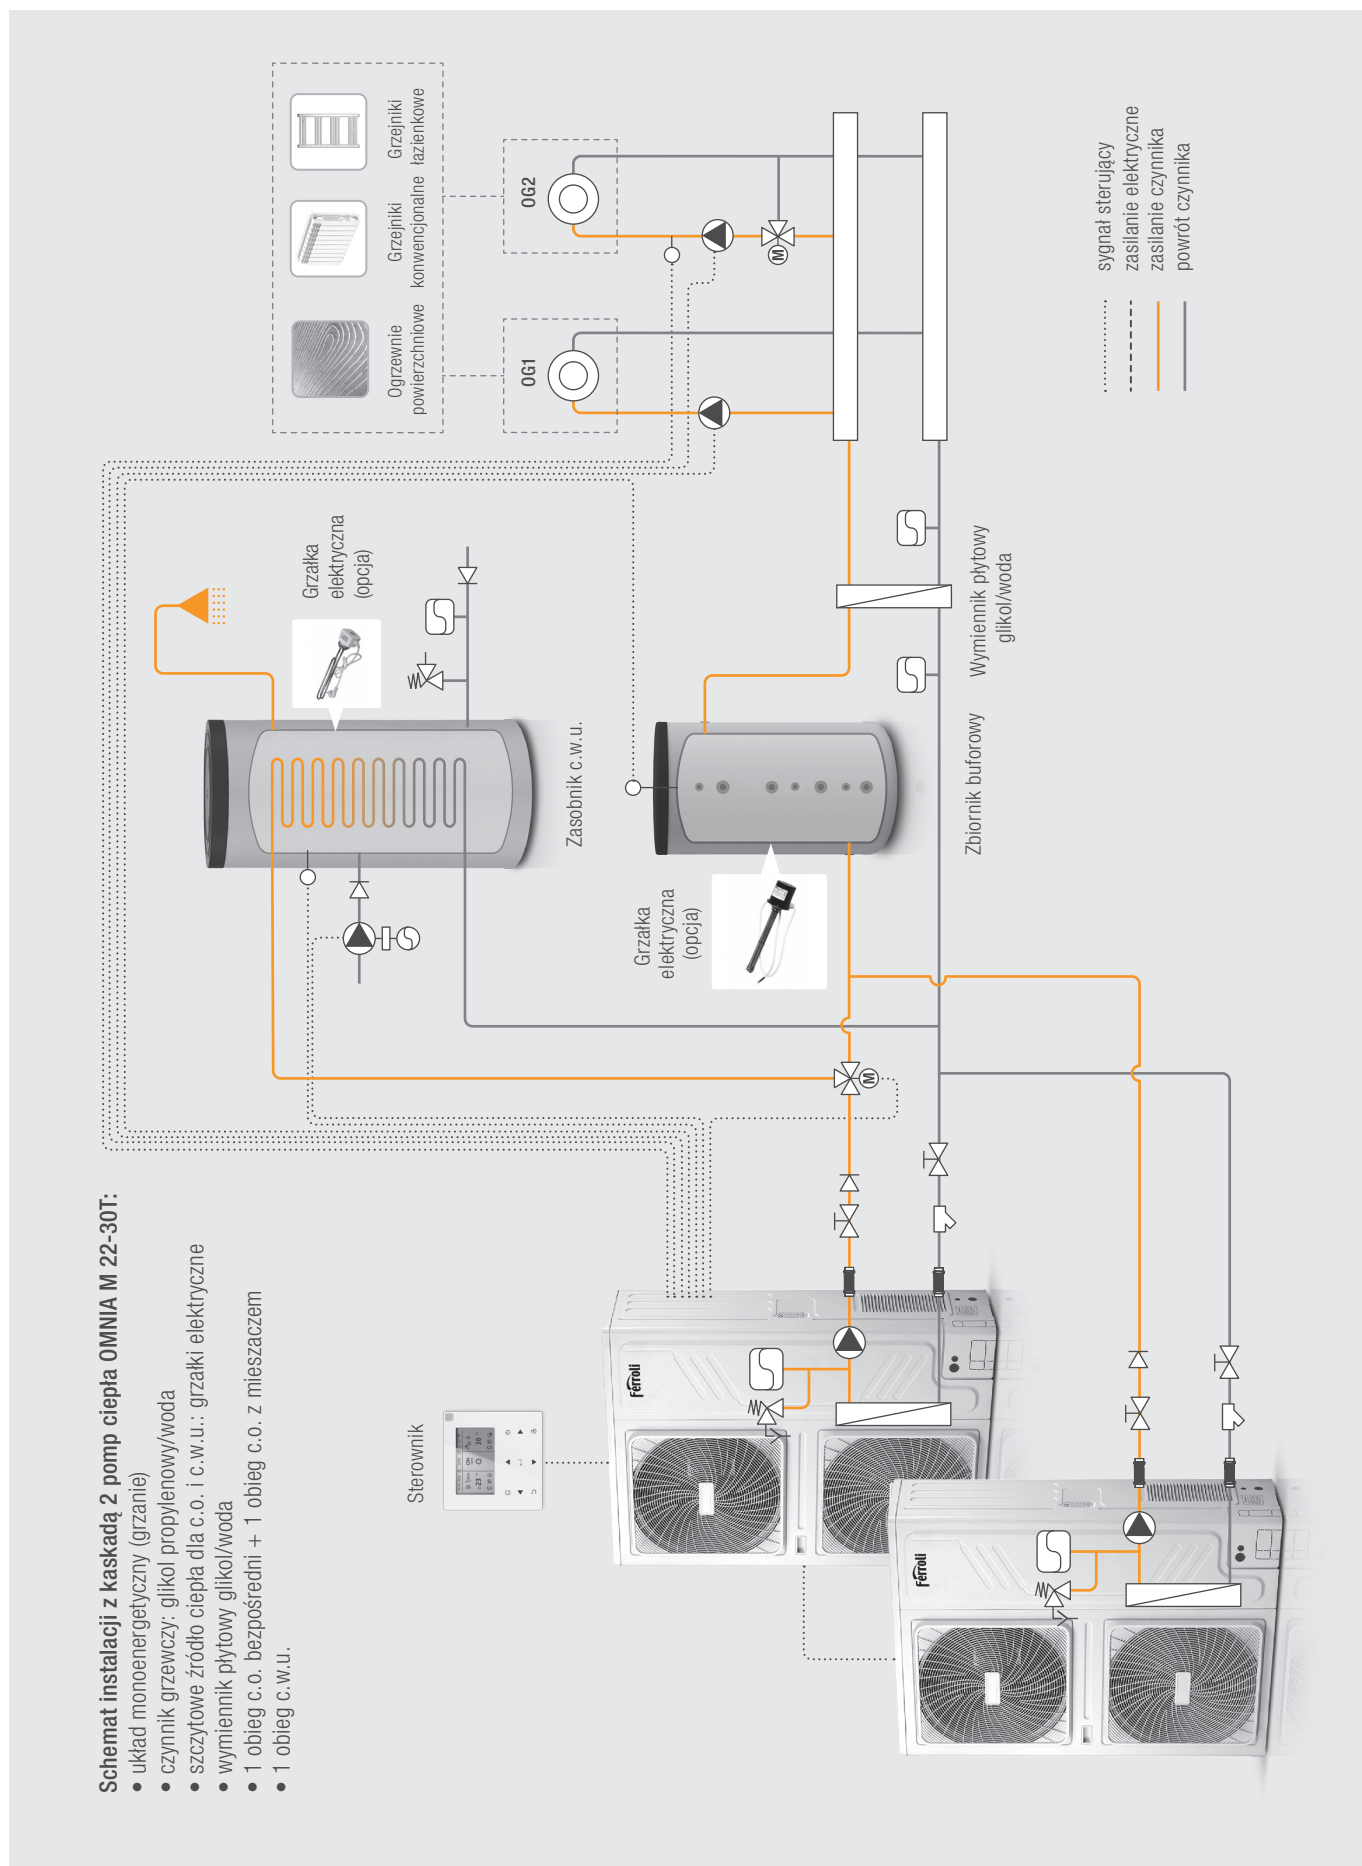 Schemat instalacji z kaskadą 2 pomp ciepła OMNIA M 22-30T:
• układ monoenergetyczny (grzanie)
• czynnik grzewczy: glikol propylenowy/woda
• szczytowe źródło ciepła dla c.o. i c.w.u.: grzałki elektryczne
• wymiennik płytowy glikol/woda
• 1 obieg c.o. bezpośredni + 1 obieg c.o. z mieszaczem
• 1 obieg c.w.u.
Sterownik
Ferroli
Ferroli
Grzałka
elektryczna
(opcja)
Zasobnik c.w.u.
Grzałka
elektryczna
(opcja)
Zbiornik buforowy
Wymiennik płytowy
glikol/woda
M
M
OG1
OG2
Ogrzewnie
powierzchniowe
Grzejniki
konwencjonalne
Grzejniki
łazienkowe
sygnał sterujący
zasilanie elektryczne
zasilanie czynnika
powrót czynnika